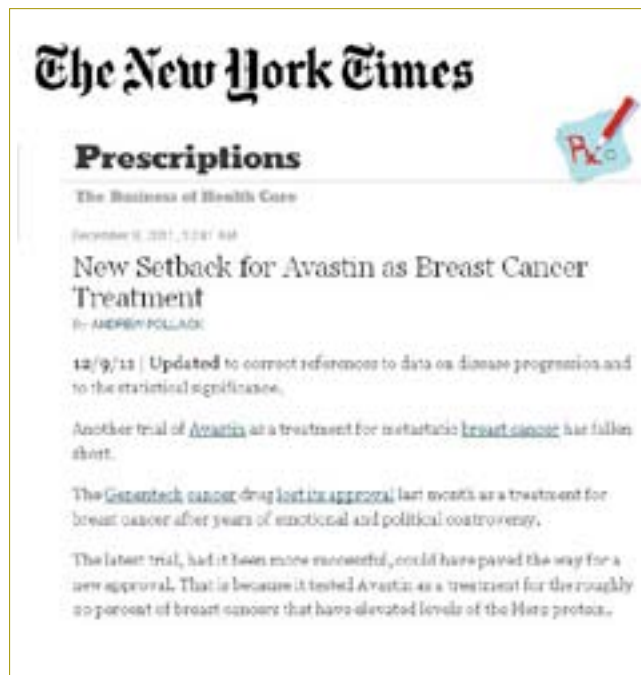 The New York Times
Rx
Prescriptions
The Business of Health Care
December 8, 2011, AM
New Setback for Avastin as Breast Cancer
Treatment
By ANDREW POLLACK
12/9/11 | Updated to correct references to data on disease progression and
to the statistical significance.
Another trial of Avastin as a treatment for metastatic breast cancer has fallen
short.
The Genentech cancer drug lost its approval last month as a treatment for
breast cancer after years of emotional and political controversy.
The latest trial, had it been more successful, could have paved the way for a
new approval. That is because it tested Avastin as a treatment for the roughly
20 percent of breast cancers that have elevated levels of the Her2 protein.